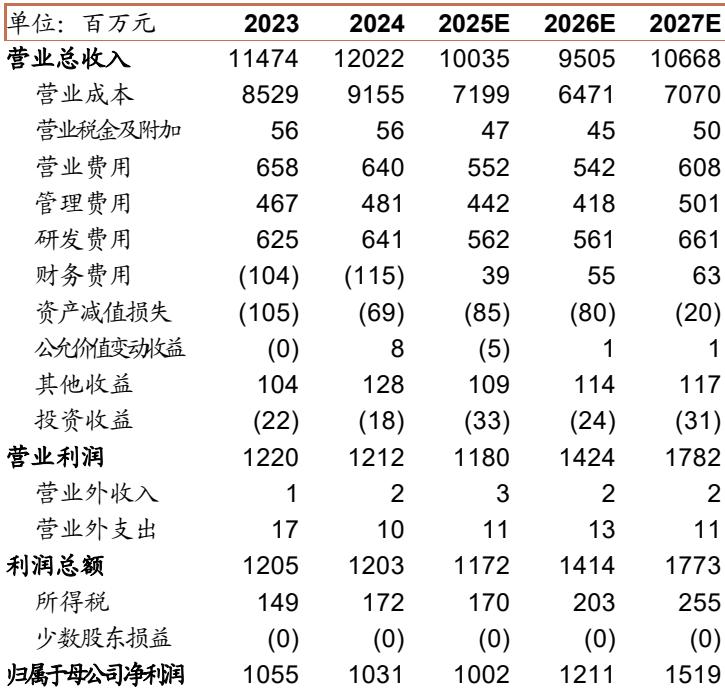 单位：百万元 2023 2024 2025E 2026E 2027E
营业总收入 11474 12022 10035 9505 10668
营业成本 8529 9155 7199 6471 7070
营业税金及附加 56 56 47 45 50
营业费用 658 640 552 542 608
管理费用 467 481 442 418 501
研发费用 625 641 562 561 661
财务费用 (104) (115) 39 55 63
资产减值损失 (105) (69) (85) (80) (20)
公允价值变动收益 (0) 8 (5) 1 1
其他收益 104 128 109 114 117
投资收益 (22) (18) (33) (24) (31)
营业利润 1220 1212 1180 1424 1782
营业外收入 1 2 3 2 2
营业外支出 17 10 11 13 11
利润总额 1205 1203 1172 1414 1773
所得税 149 172 170 203 255
少数股东损益 (0) (0) (0) (0) (0)
归属于母公司净利润 1055 1031 1002 1211 1519